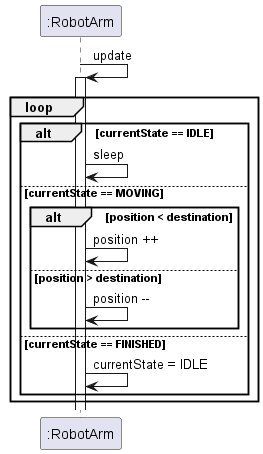 :RobotArm
update
loop
alt [currentState == IDLE]
sleep
[currentState == MOVING]
alt [position < destination]
position ++
[position > destination]
position --
[currentState == FINISHED]
currentState = IDLE
:RobotArm